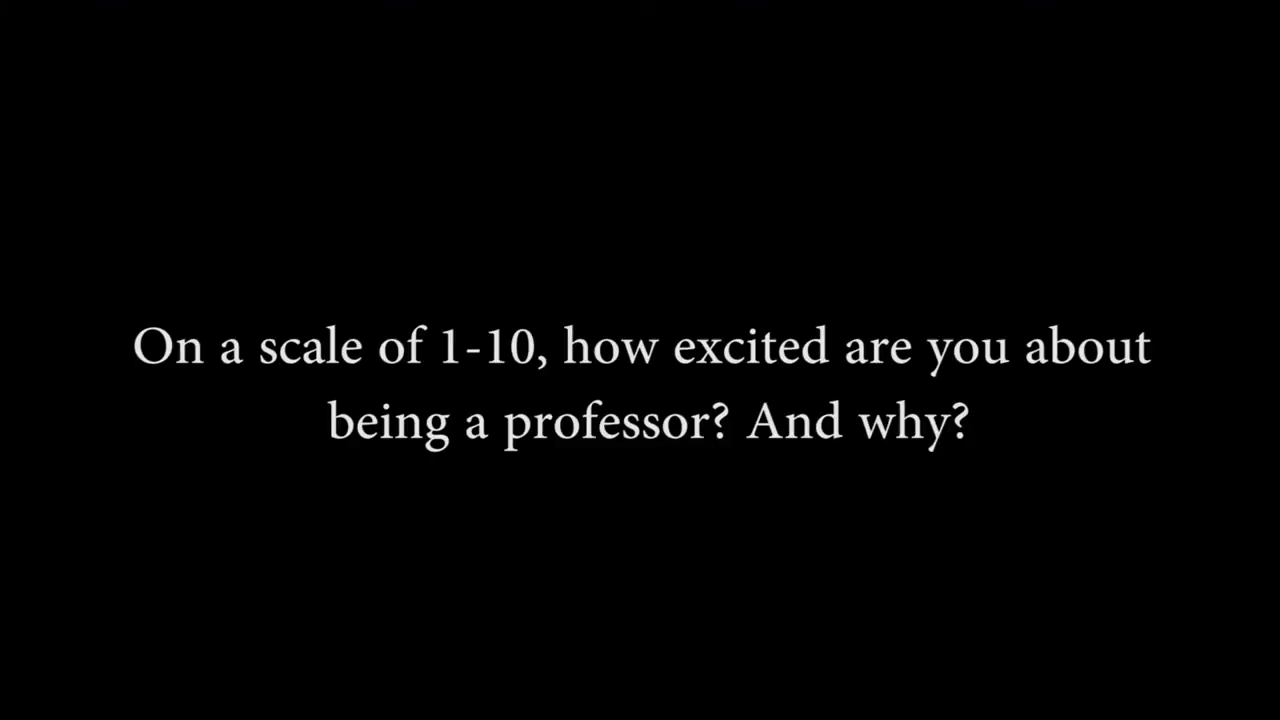 On a scale of 1-10, how excited are you about
being a professor? And why?